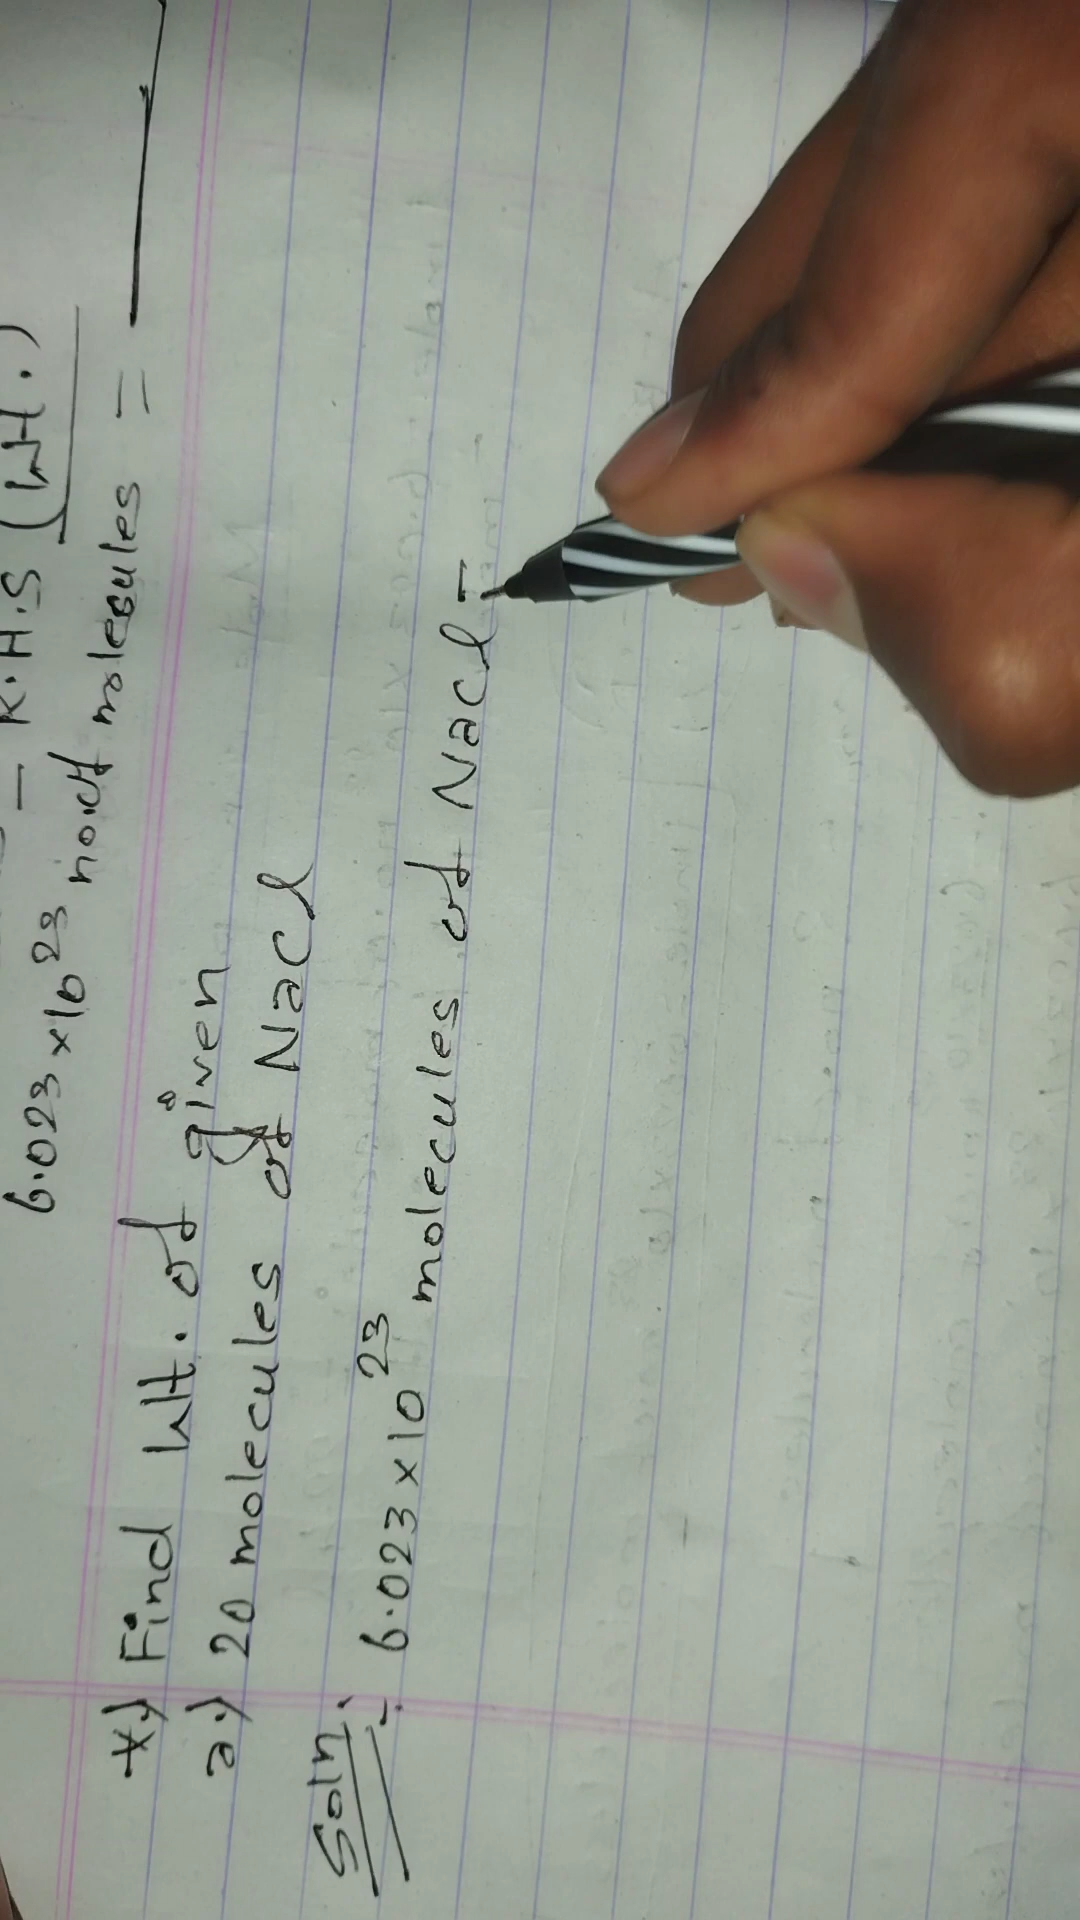 – R.H.S (Wt.)
6.023×10²³ no.of molecules =
*) Find Wt. of given
a.) 20 molecules of NaCl
Soln:
6.023×10²³ molecules of NaCl –